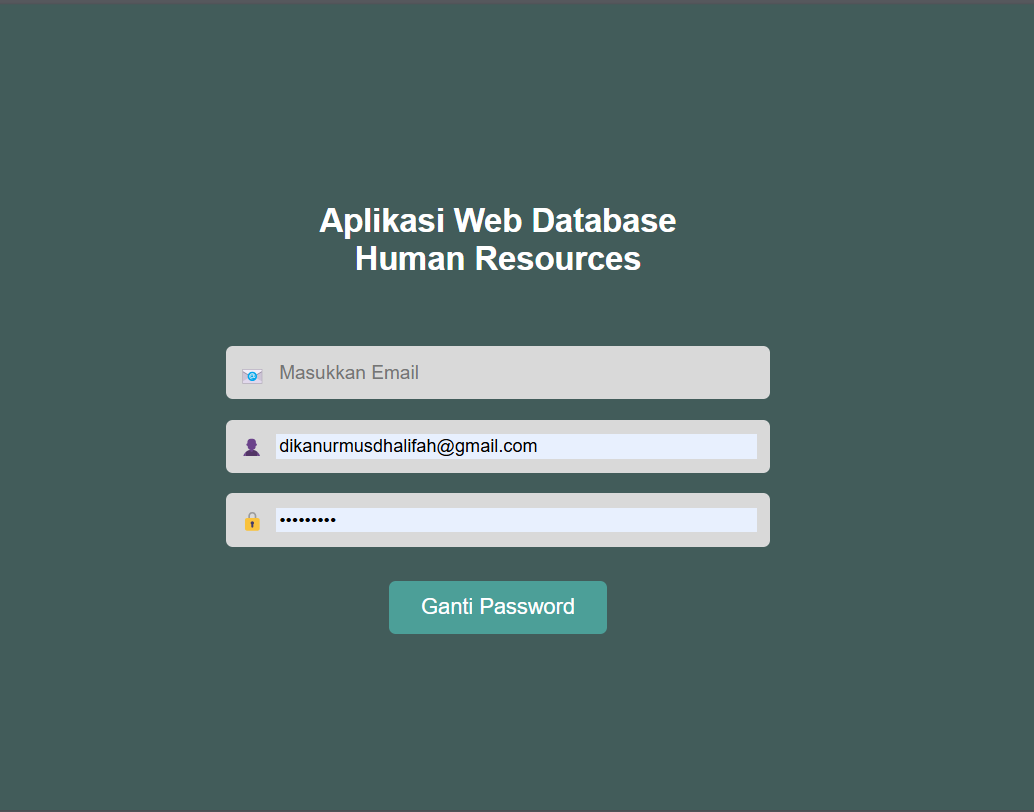 Aplikasi Web Database
Human Resources
Masukkan Email
dikanurmusdhalifah@gmail.com
•••••••••
Ganti Password